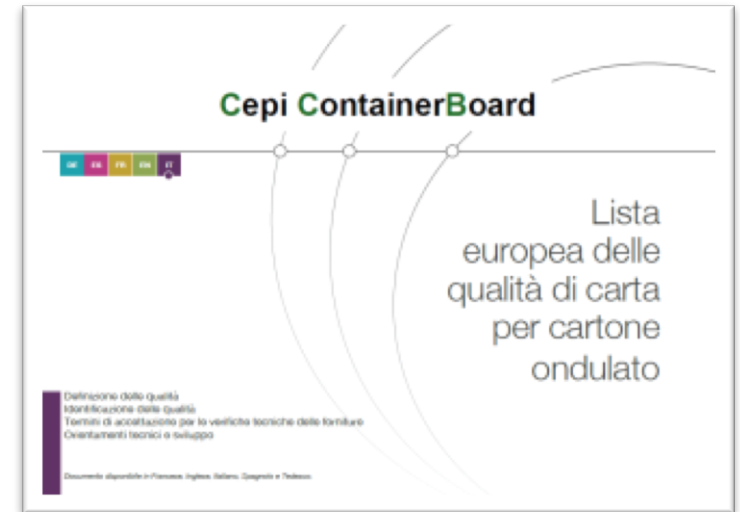 Cepi ContainerBoard
DE ES FR EN IT
Lista
europea delle
qualità di carta
per cartone
ondulato
Definizione delle qualità
Identificazione delle qualità
Termini di accettazione per le verifiche tecniche delle forniture
Orientamenti tecnici e sviluppo
Documento disponibile in Francese, Inglese, Italiano, Spagnolo e Tedesco.